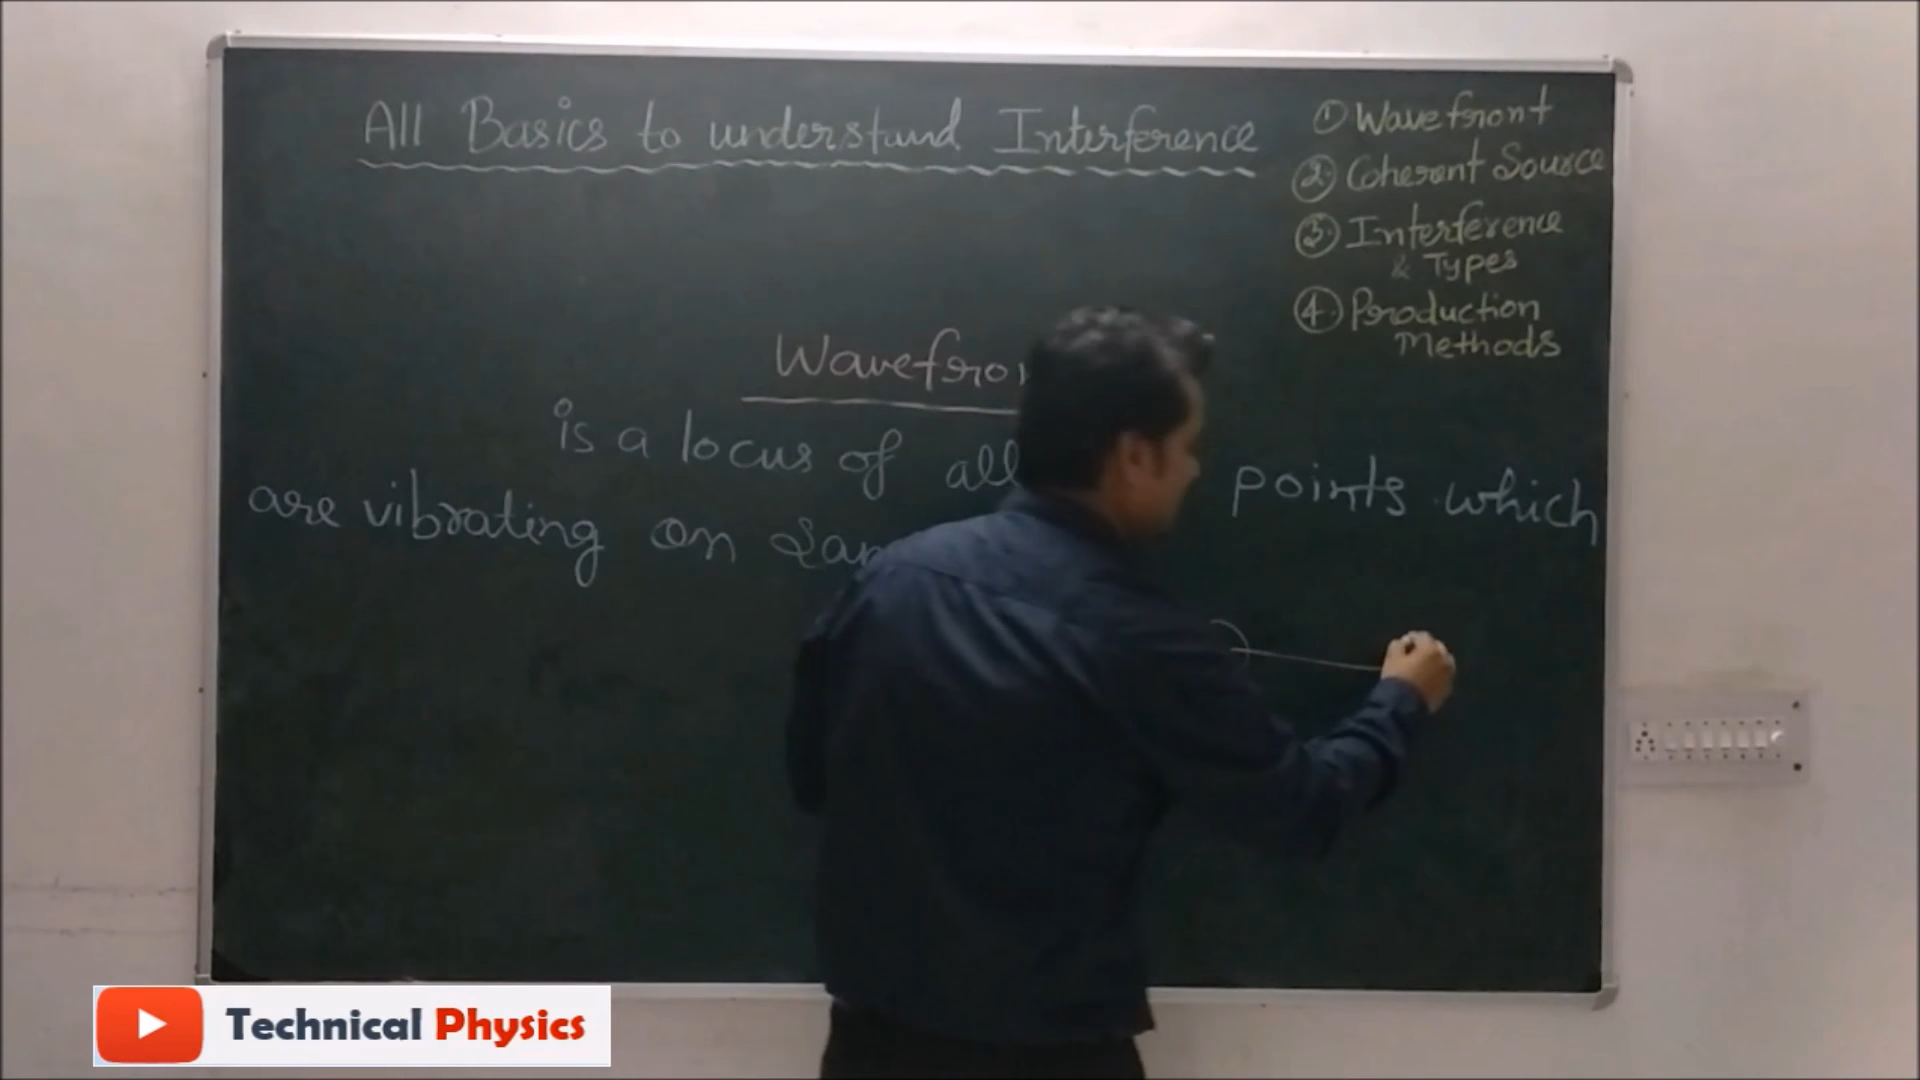 All Basics to understand Interference
① Wavefront
② Coherent Source
③ Interference
& Types
④ Production
Methods
is a locus of all points which
are vibrating on
Technical Physics